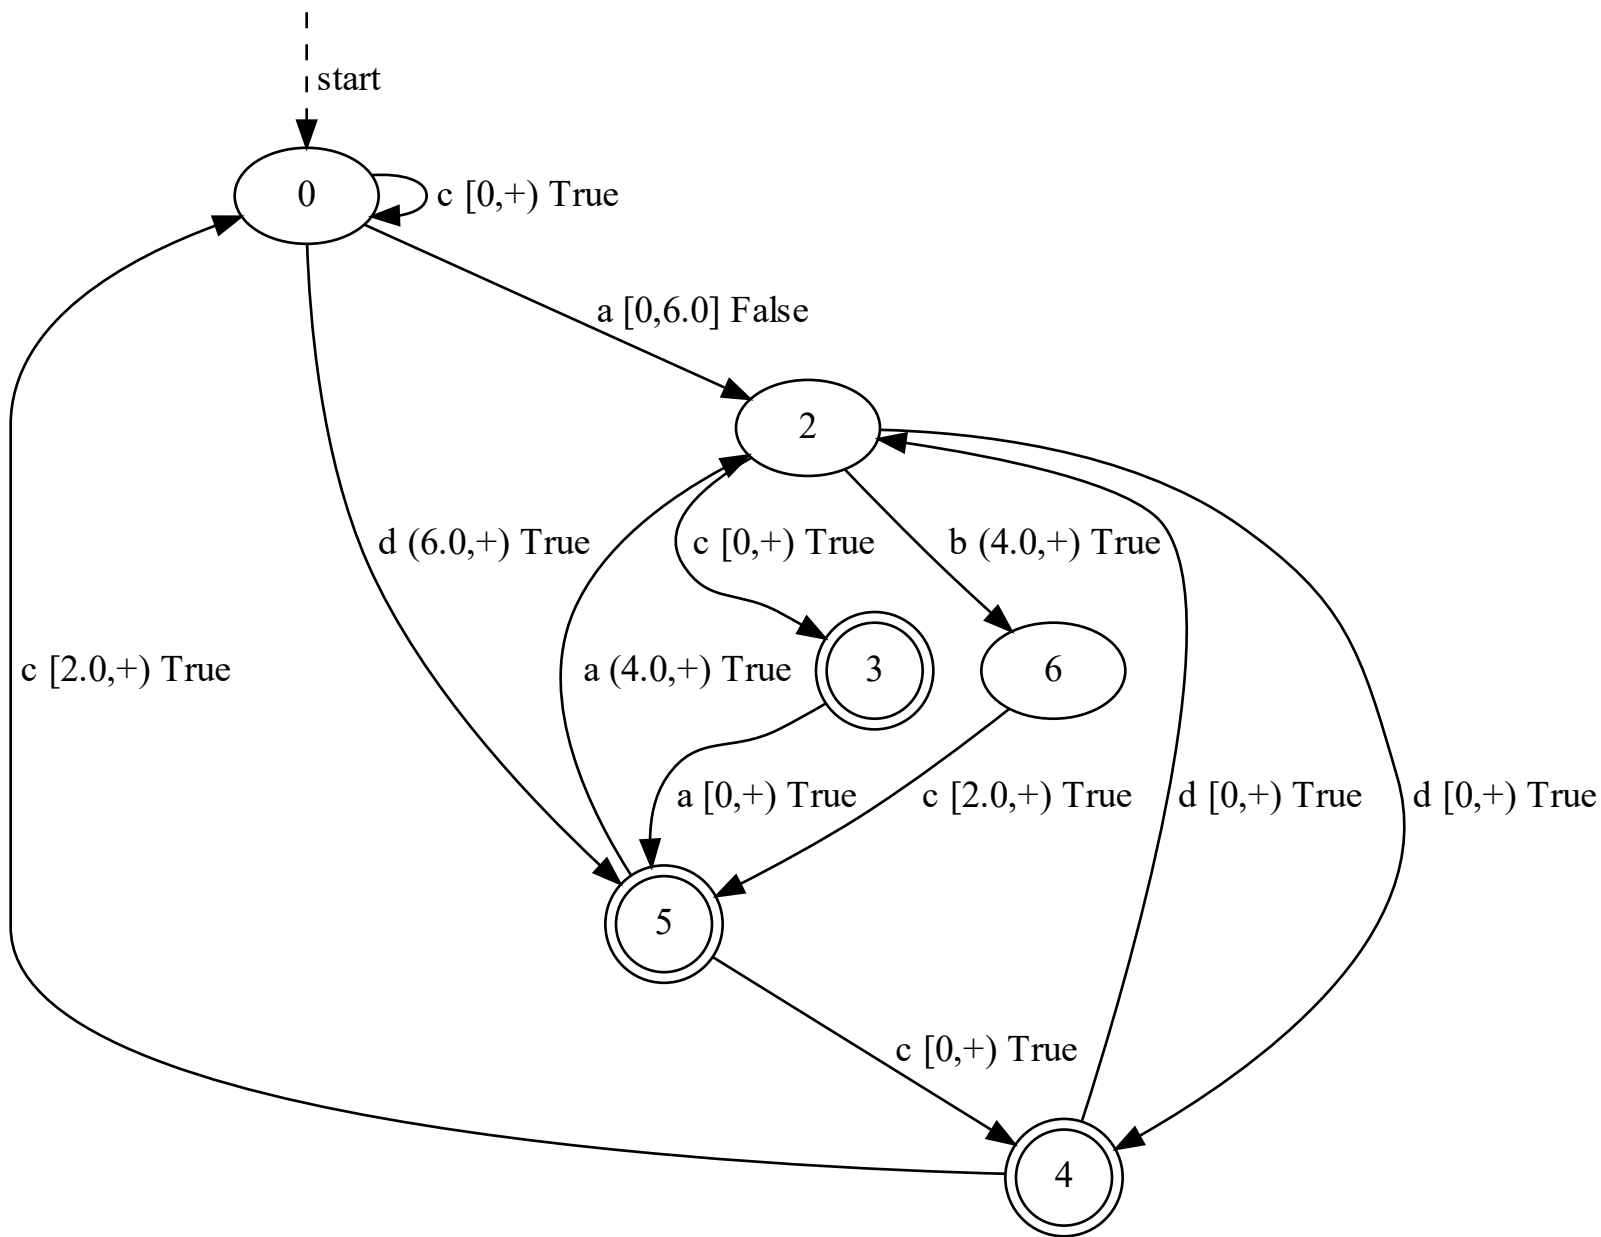 start
0
c [0,+) True
a [0,6.0] False
2
d (6.0,+) True
c [0,+) True
b (4.0,+) True
c [2.0,+) True
a (4.0,+) True
3
6
a [0,+) True
c [2.0,+) True
d [0,+) True
d [0,+) True
5
c [0,+) True
4